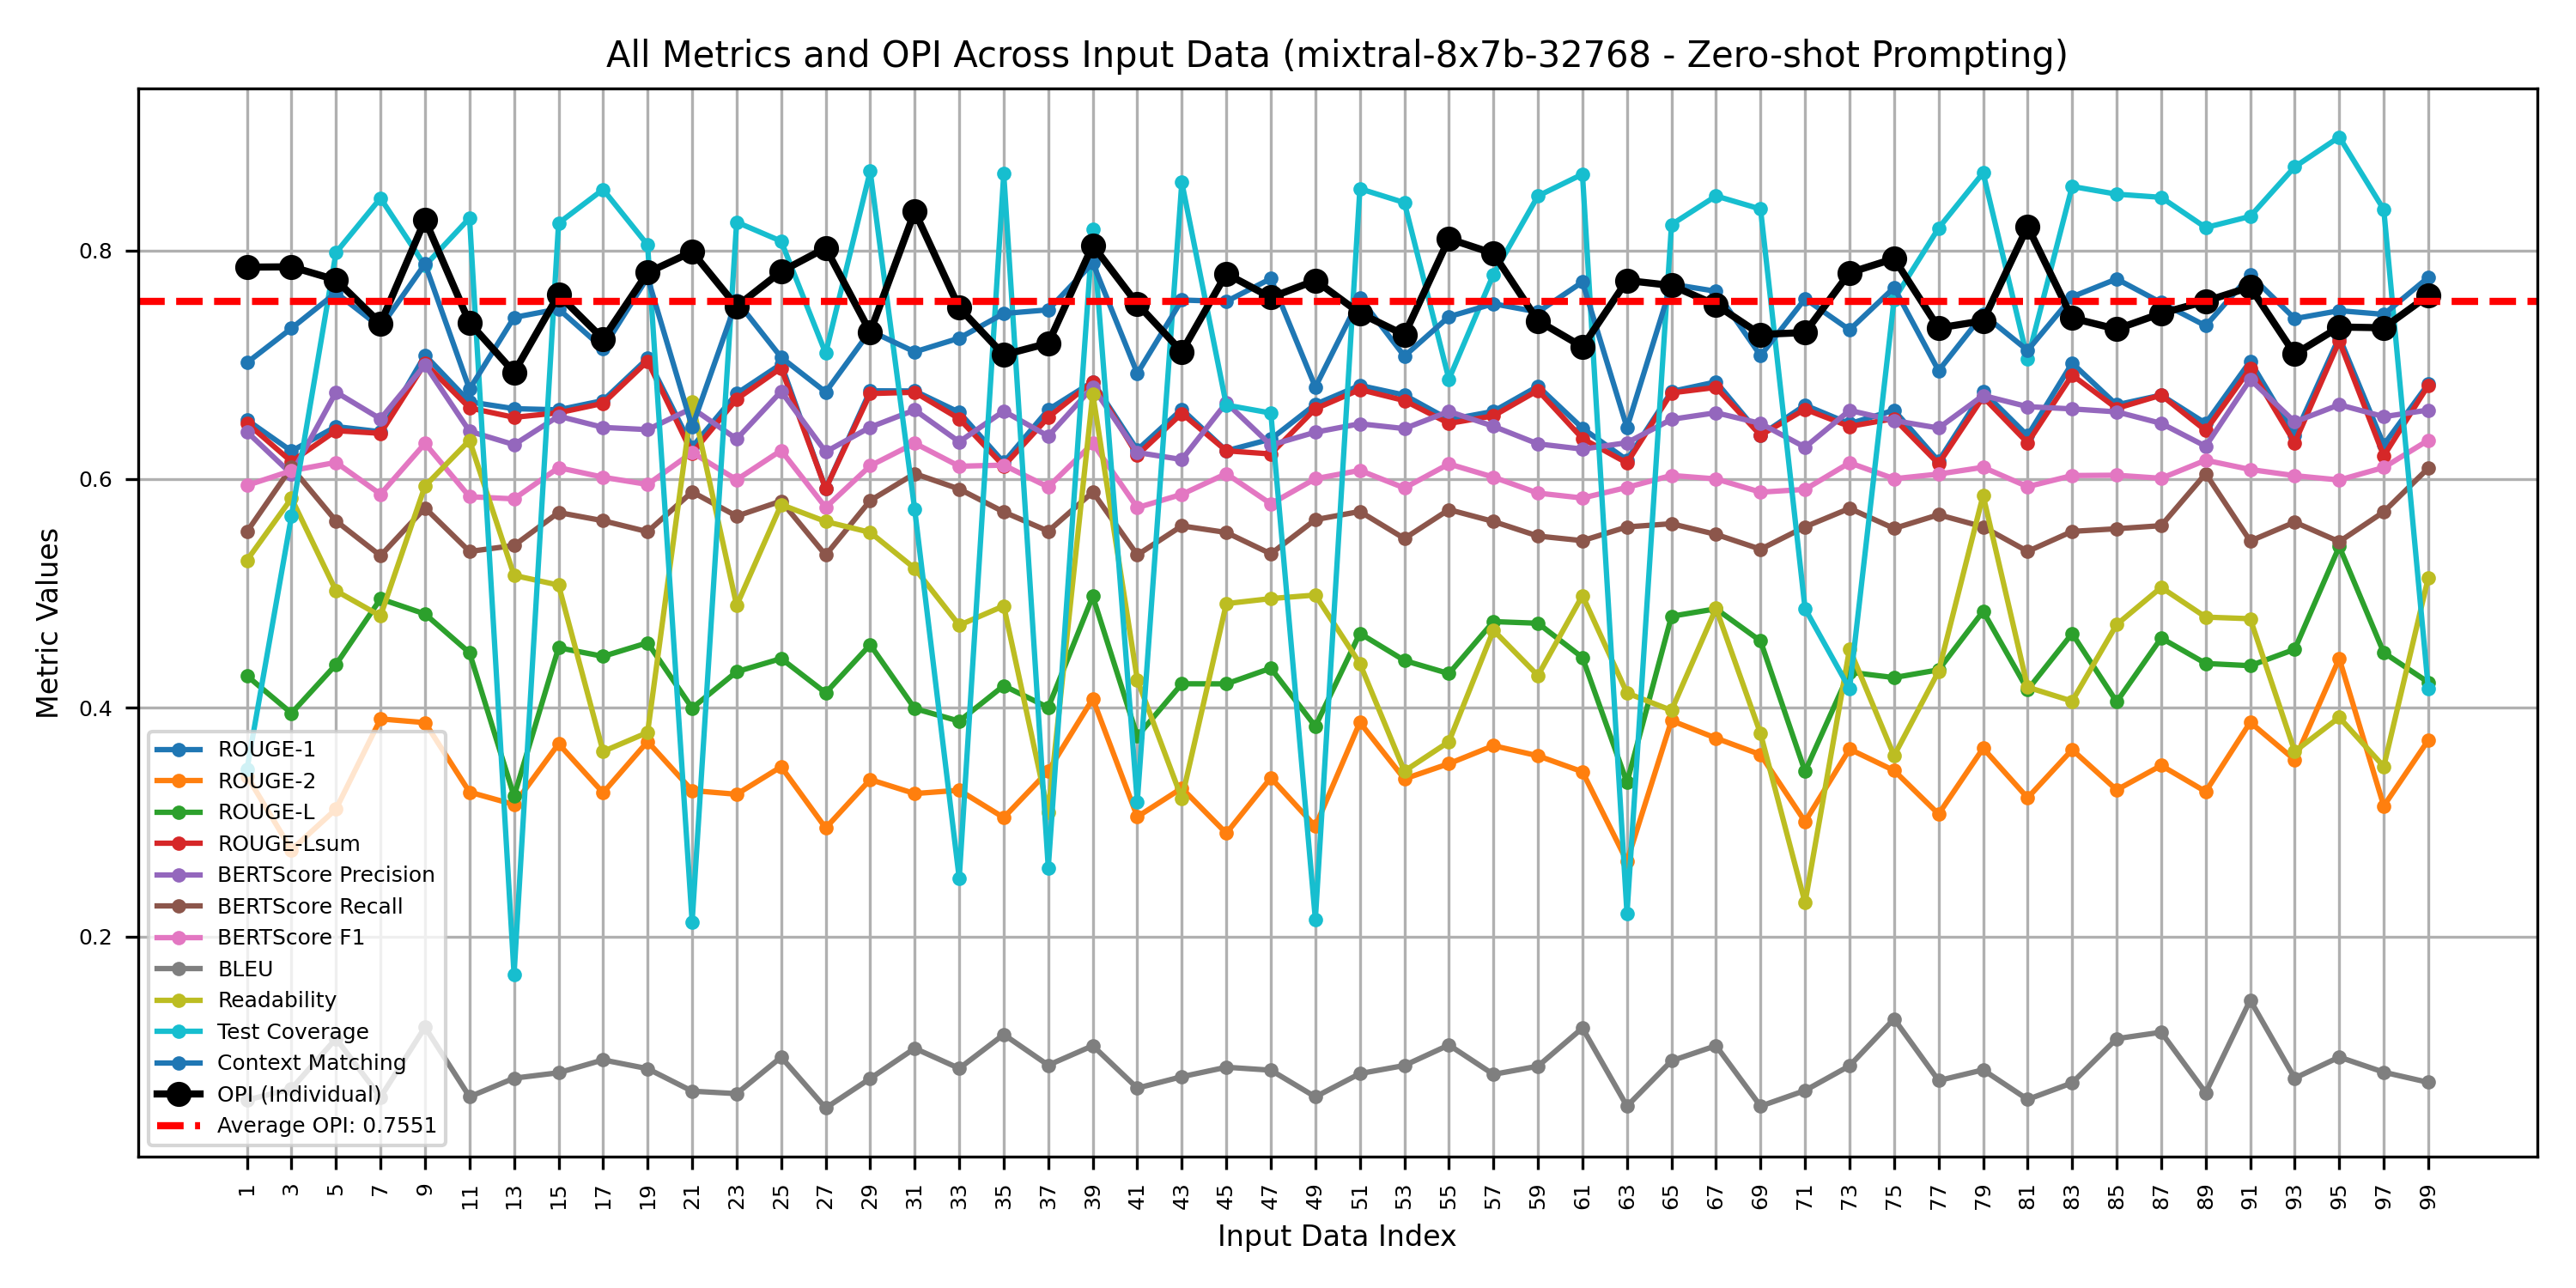 All Metrics and OPI Across Input Data (mixtral-8x7b-32768 - Zero-shot Prompting)
Metric Values
0.8
0.6
0.4
0.2
ROUGE-1
ROUGE-2
ROUGE-L
ROUGE-Lsum
BERTScore Precision
BERTScore Recall
BERTScore F1
BLEU
Readability
Test Coverage
Context Matching
OPI (Individual)
Average OPI: 0.7551
1 3 5 7 9 11 13 15 17 19 21 23 25 27 29 31 33 35 37 39 41 43 45 47 49 51 53 55 57 59 61 63 65 67 69 71 73 75 77 79 81 83 85 87 89 91 93 95 97 99
Input Data Index